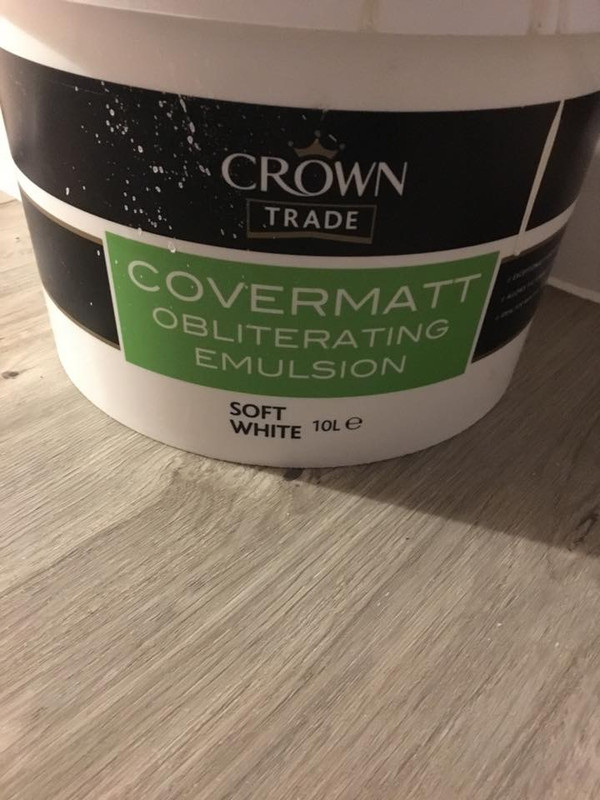 CROWN
TRADE
COVERMATT
OBLITERATING
EMULSION
SOFT
WHITE 10L ℮